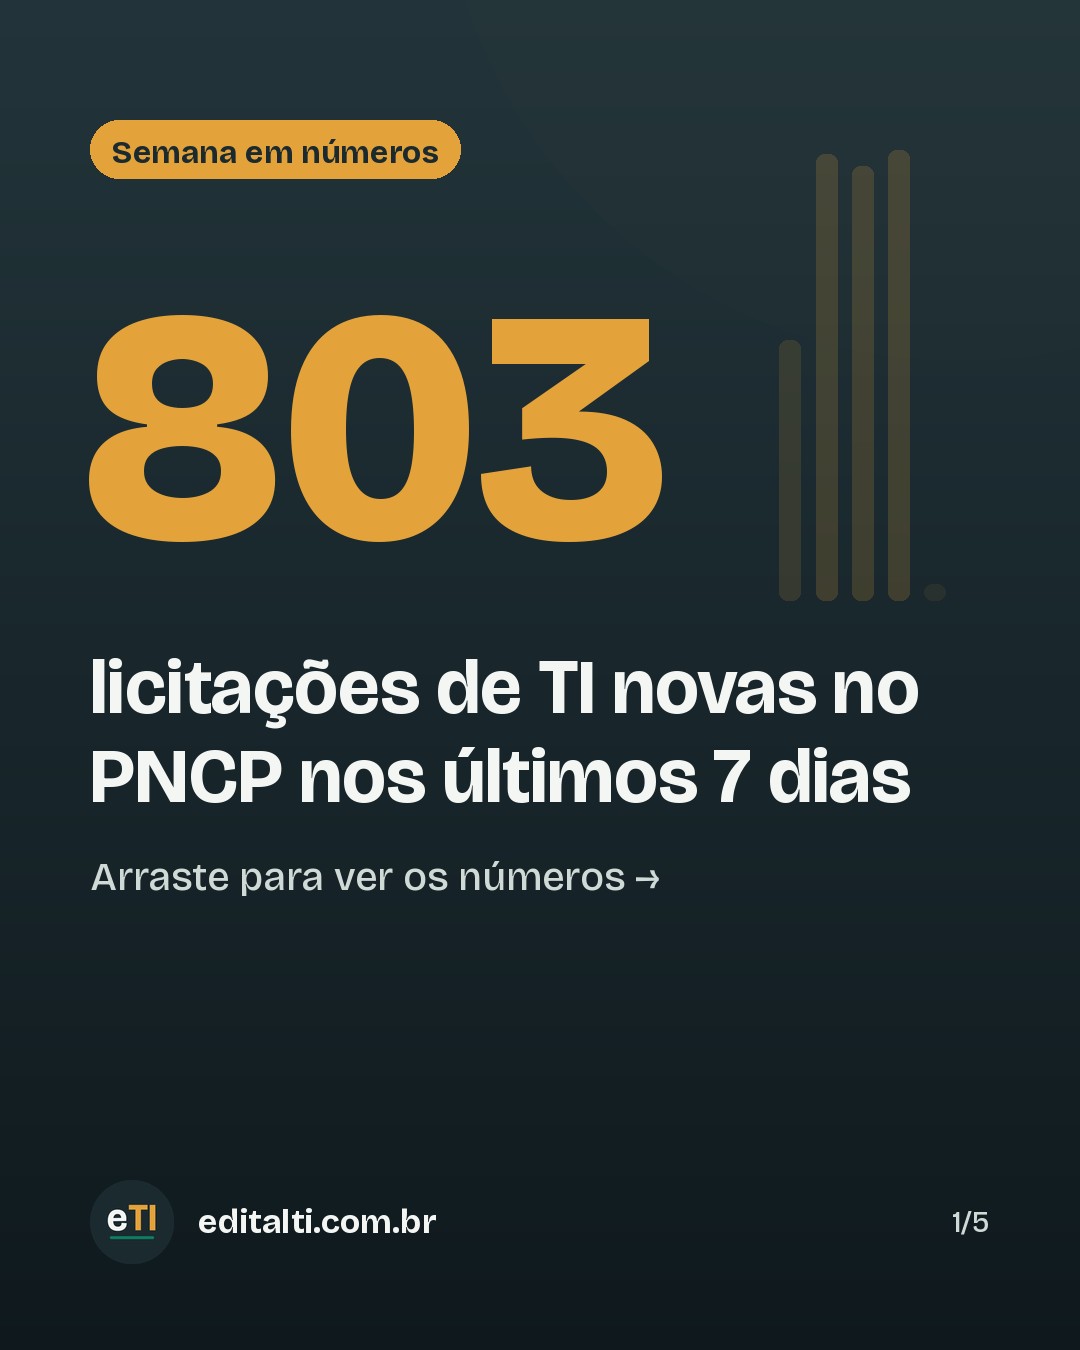 Semana em números
803
licitações de TI novas no
PNCP nos últimos 7 dias
Arraste para ver os números →
eTI
editalti.com.br
1/5